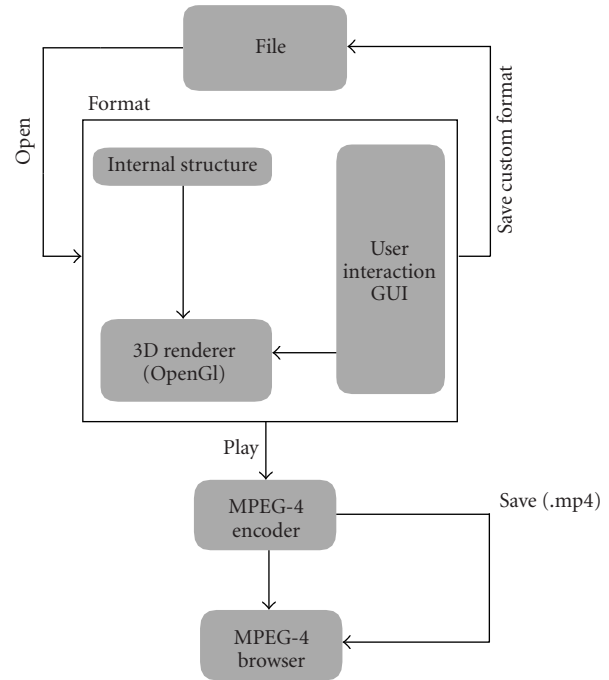 File
Format
Open
Internal structure
Save custom format
User
interaction
GUI
3D renderer
(OpenGl)
Play
MPEG-4
encoder
Save (.mp4)
MPEG-4
browser